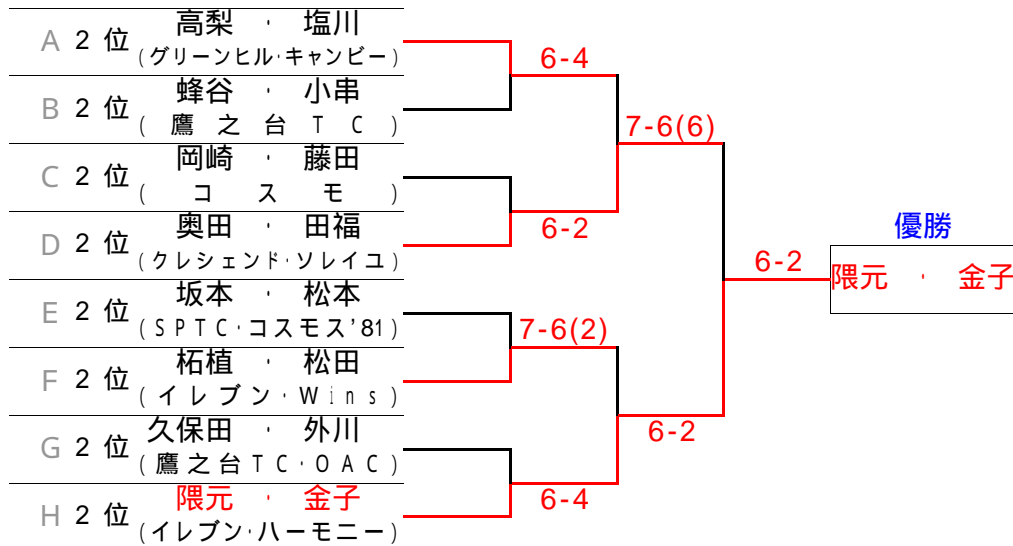 A 2 位 高梨 ・ 塩川
(グリーンヒル・キャンビー)
6-4
B 2 位 蜂谷 ・ 小串
(鷹之台TC)
7-6(6)
C 2 位 岡崎 ・ 藤田
(コスモ)
6-2
D 2 位 奥田 ・ 田福
(クレシェンド・ソレイユ)
優勝
6-2
隈元 ・ 金子
E 2 位 坂本 ・ 松本
(SPTC・コスモス'81)
7-6(2)
F 2 位 柘植 ・ 松田
(イレブン・Wins)
6-2
G 2 位 久保田 ・ 外川
(鷹之台TC・OAC)
6-4
H 2 位 隈元 ・ 金子
(イレブン・ハーモニー)